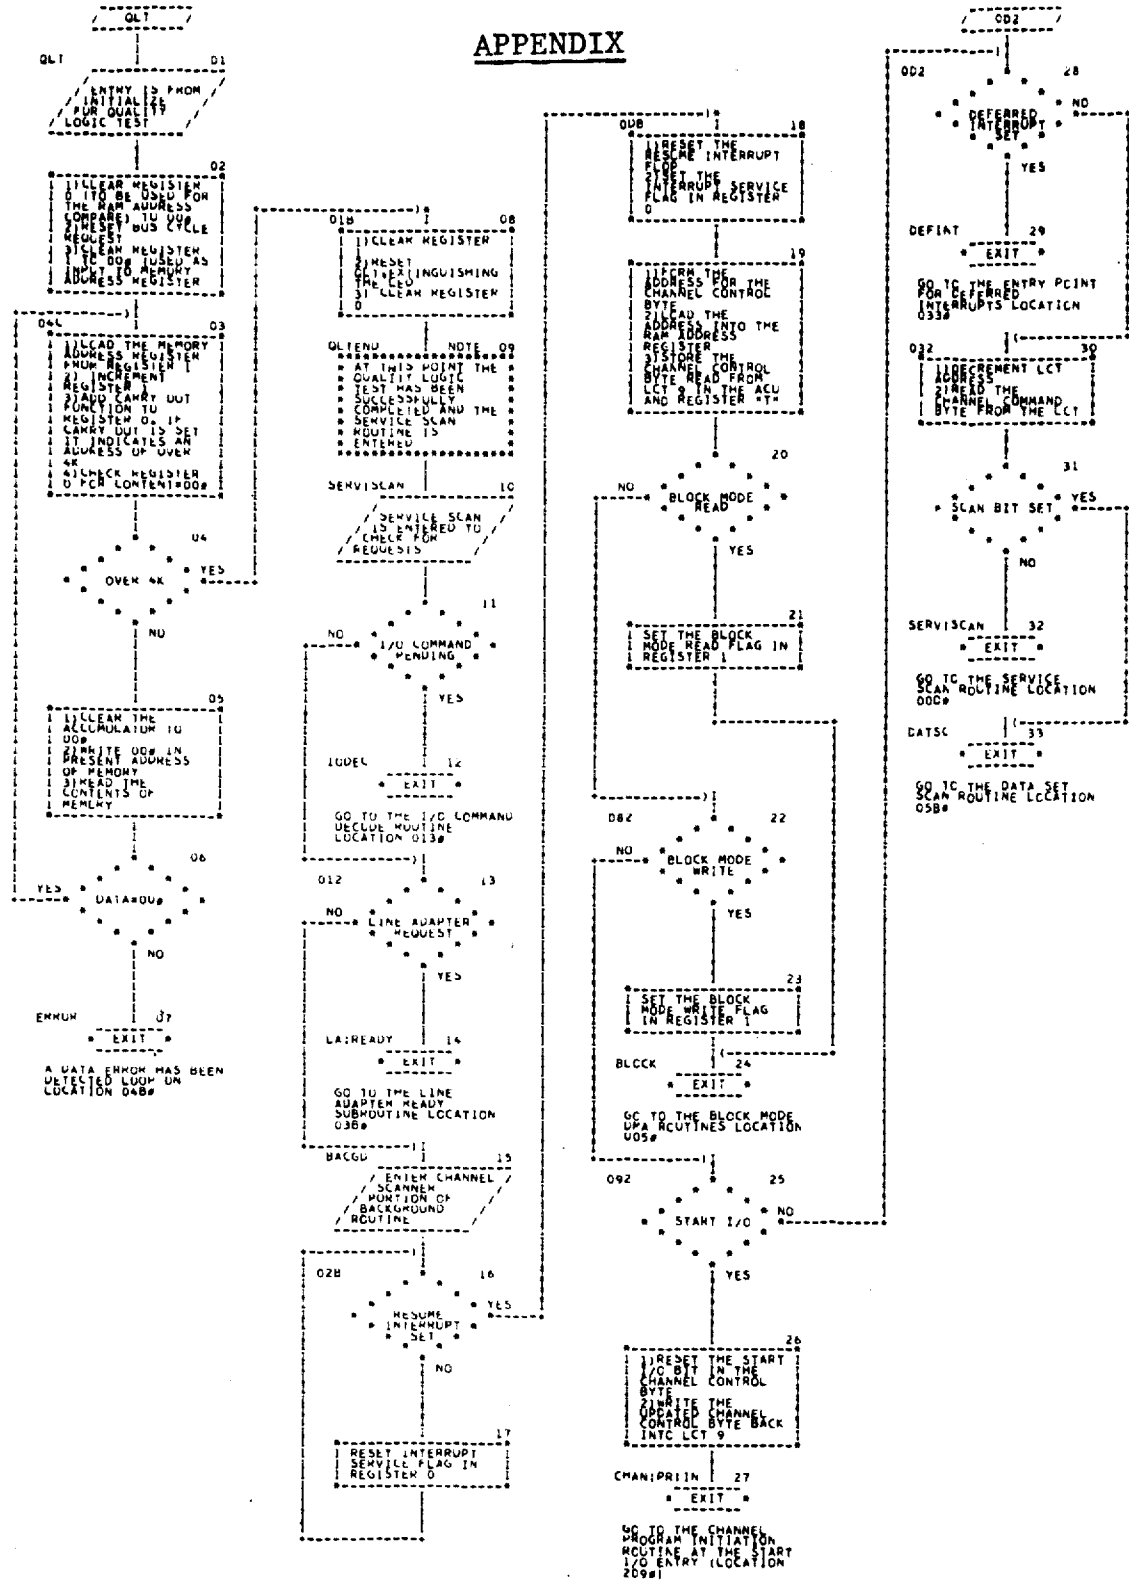 APPENDIX
QLT
QLT 01
ENTRY IS FROM
INITIALIZE
FOR QUALITY
LOGIC TEST
02
1)CLEAR REGISTER
0 (TO BE USED FOR
THE RAM ADDRESS
COMPARE) TO 00#
2)RESET BUS CYCLE
REQUEST
3)CLEAR REGISTER
1 TO 00# (USED AS
INPUT TO MEMORY
ADDRESS REGISTER
04C 03
1)LOAD THE MEMORY
ADDRESS REGISTER
FROM REGISTER 1
2) INCREMENT
REGISTER 1
3)ADD CARRY OUT
FUNCTION TO
REGISTER 0. IF
CARRY OUT IS SET
IT INDICATES AN
ADDRESS OF OVER
4K
4)CHECK REGISTER
0 FOR CONTENT=00#
04
OVER 4K
YES
NO
05
1)CLEAR THE
ACCUMULATOR TO
00#
2)WRITE 00# IN
PRESENT ADDRESS
OF MEMORY
3)READ THE
CONTENTS OF
MEMORY
06
YES
DATA=00#
NO
ERROR 07
EXIT
A DATA ERROR HAS BEEN
DETECTED LOOP ON
LOCATION 04B#
01B 08
1)CLEAR REGISTER
1
2)RESET
QLT,EXTINGUISHING
THE LED
3) CLEAR REGISTER
0
QLTEND NOTE 09
AT THIS POINT THE
QUALITY LOGIC
TEST HAS BEEN
SUCCESSFULLY
COMPLETED AND THE
SERVICE SCAN
ROUTINE IS
ENTERED
SERVISCAN 10
SERVICE SCAN
IS ENTERED TO
CHECK FOR
REQUESTS
11
NO
I/O COMMAND
PENDING
YES
IODEC 12
EXIT
GO TO THE I/O COMMAND
DECODE ROUTINE
LOCATION 013#
012 13
NO
LINE ADAPTER
REQUEST
YES
LAIREADY 14
EXIT
GO TO THE LINE
ADAPTER READY
SUBROUTINE LOCATION
03B#
BACGD 15
ENTER CHANNEL
SCANNER
PORTION OF
BACKGROUND
ROUTINE
02B 16
RESUME
INTERRUPT
SET
YES
NO
17
RESET INTERRUPT
SERVICE FLAG IN
REGISTER 0
0D8 18
1)RESET THE
RESUME INTERRUPT
FLOP
2)SET THE
INTERRUPT SERVICE
FLAG IN REGISTER
0
19
1)FORM THE
ADDRESS FOR THE
CHANNEL CONTROL
BYTE
2)LOAD THE
ADDRESS INTO THE
RAM ADDRESS
REGISTER
3)STORE THE
CHANNEL CONTROL
BYTE READ FROM
LCT 9 IN THE ACU
AND REGISTER "T"
20
NO
BLOCK MODE
READ
YES
21
SET THE BLOCK
MODE READ FLAG IN
REGISTER 1
082 22
NO
BLOCK MODE
WRITE
YES
23
SET THE BLOCK
MODE WRITE FLAG
IN REGISTER 1
BLOCK 24
EXIT
GO TO THE BLOCK MODE
DMA ROUTINES LOCATION
005#
092 25
START I/O
NO
YES
26
1)RESET THE START
I/O BIT IN THE
CHANNEL CONTROL
BYTE
2)WRITE THE
UPDATED CHANNEL
CONTROL BYTE BACK
INTO LCT 9
CHANIPRIIN 27
EXIT
GO TO THE CHANNEL
PROGRAM INITIATION
ROUTINE AT THE START
I/O ENTRY (LOCATION
2D9#)
0D2
0D2 28
DEFERRED
INTERRUPT
SET
NO
YES
DEFINT 29
EXIT
GO TO THE ENTRY POINT
FOR DEFERRED
INTERRUPTS LOCATION
033#
032 30
1)DECREMENT LCT
ADDRESS
2)READ THE
CHANNEL COMMAND
BYTE FROM THE LCT
31
SCAN BIT SET
YES
NO
SERVISCAN 32
EXIT
GO TO THE SERVICE
SCAN ROUTINE LOCATION
00C#
DATSC 33
EXIT
GO TO THE DATA SET
SCAN ROUTINE LOCATION
05B#